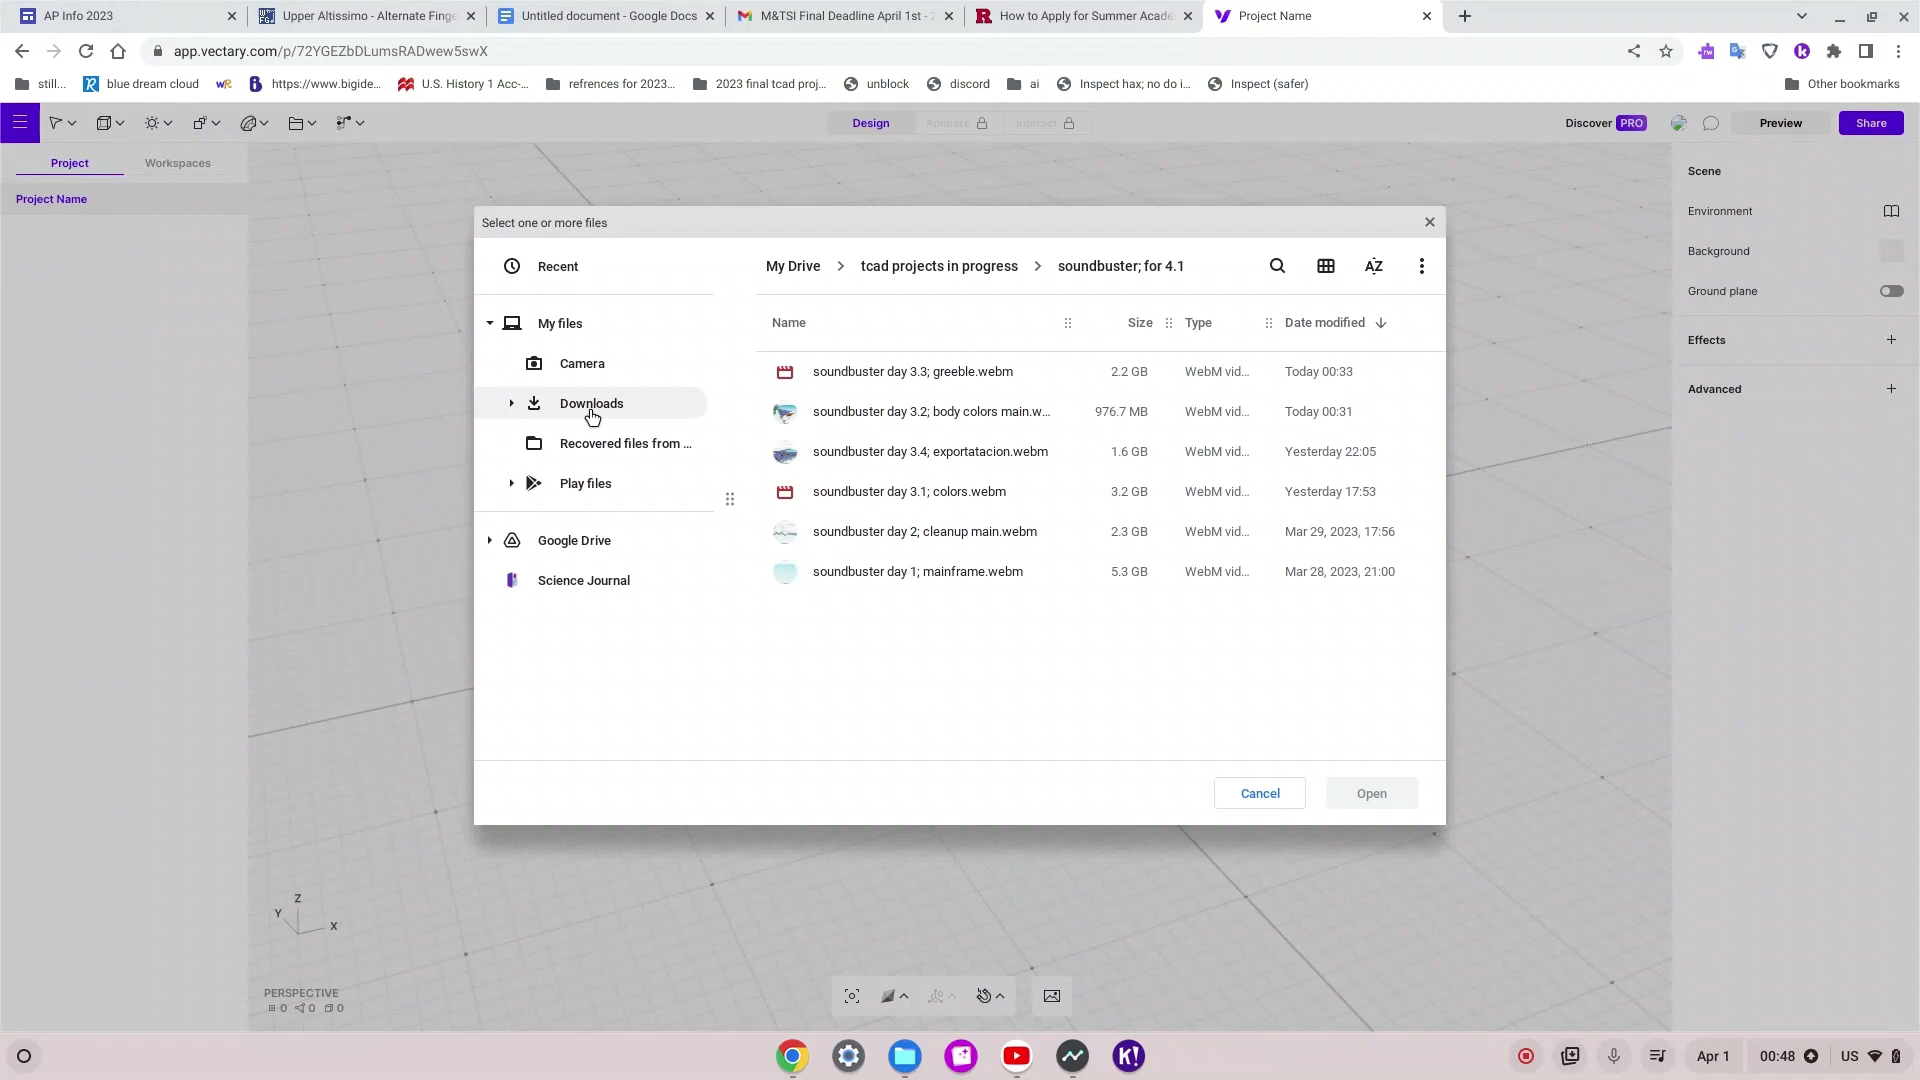 AP Info 2023
Upper Altissimo - Alternate Finge
Untitled document - Google Docs
M&TSI Final Deadline April 1st - 2
How to Apply for Summer Acade
Project Name
app.vectary.com/p/72YGEZbDLumsRADwew5swX
still...
blue dream cloud
https://www.bigide...
U.S. History 1 Acc-...
refrences for 2023...
2023 final tcad proj...
unblock
discord
ai
Inspect hax; no do i...
Inspect (safer)
Other bookmarks
Design
Animate
Interact
Discover PRO
Preview
Share
Project
Workspaces
Project Name
Scene
Environment
Background
Ground plane
Effects
Advanced
Select one or more files
Recent
My files
Camera
Downloads
Recovered files from ...
Play files
Google Drive
Science Journal
My Drive > tcad projects in progress > soundbuster; for 4.1
Name Size Type Date modified
soundbuster day 3.3; greeble.webm 2.2 GB WebM vid... Today 00:33
soundbuster day 3.2; body colors main.w... 976.7 MB WebM vid... Today 00:31
soundbuster day 3.4; exportatacion.webm 1.6 GB WebM vid... Yesterday 22:05
soundbuster day 3.1; colors.webm 3.2 GB WebM vid... Yesterday 17:53
soundbuster day 2; cleanup main.webm 2.3 GB WebM vid... Mar 29, 2023, 17:56
soundbuster day 1; mainframe.webm 5.3 GB WebM vid... Mar 28, 2023, 21:00
Cancel
Open
Z
Y
X
PERSPECTIVE
0 0 0
K!
Apr 1
00:48
US